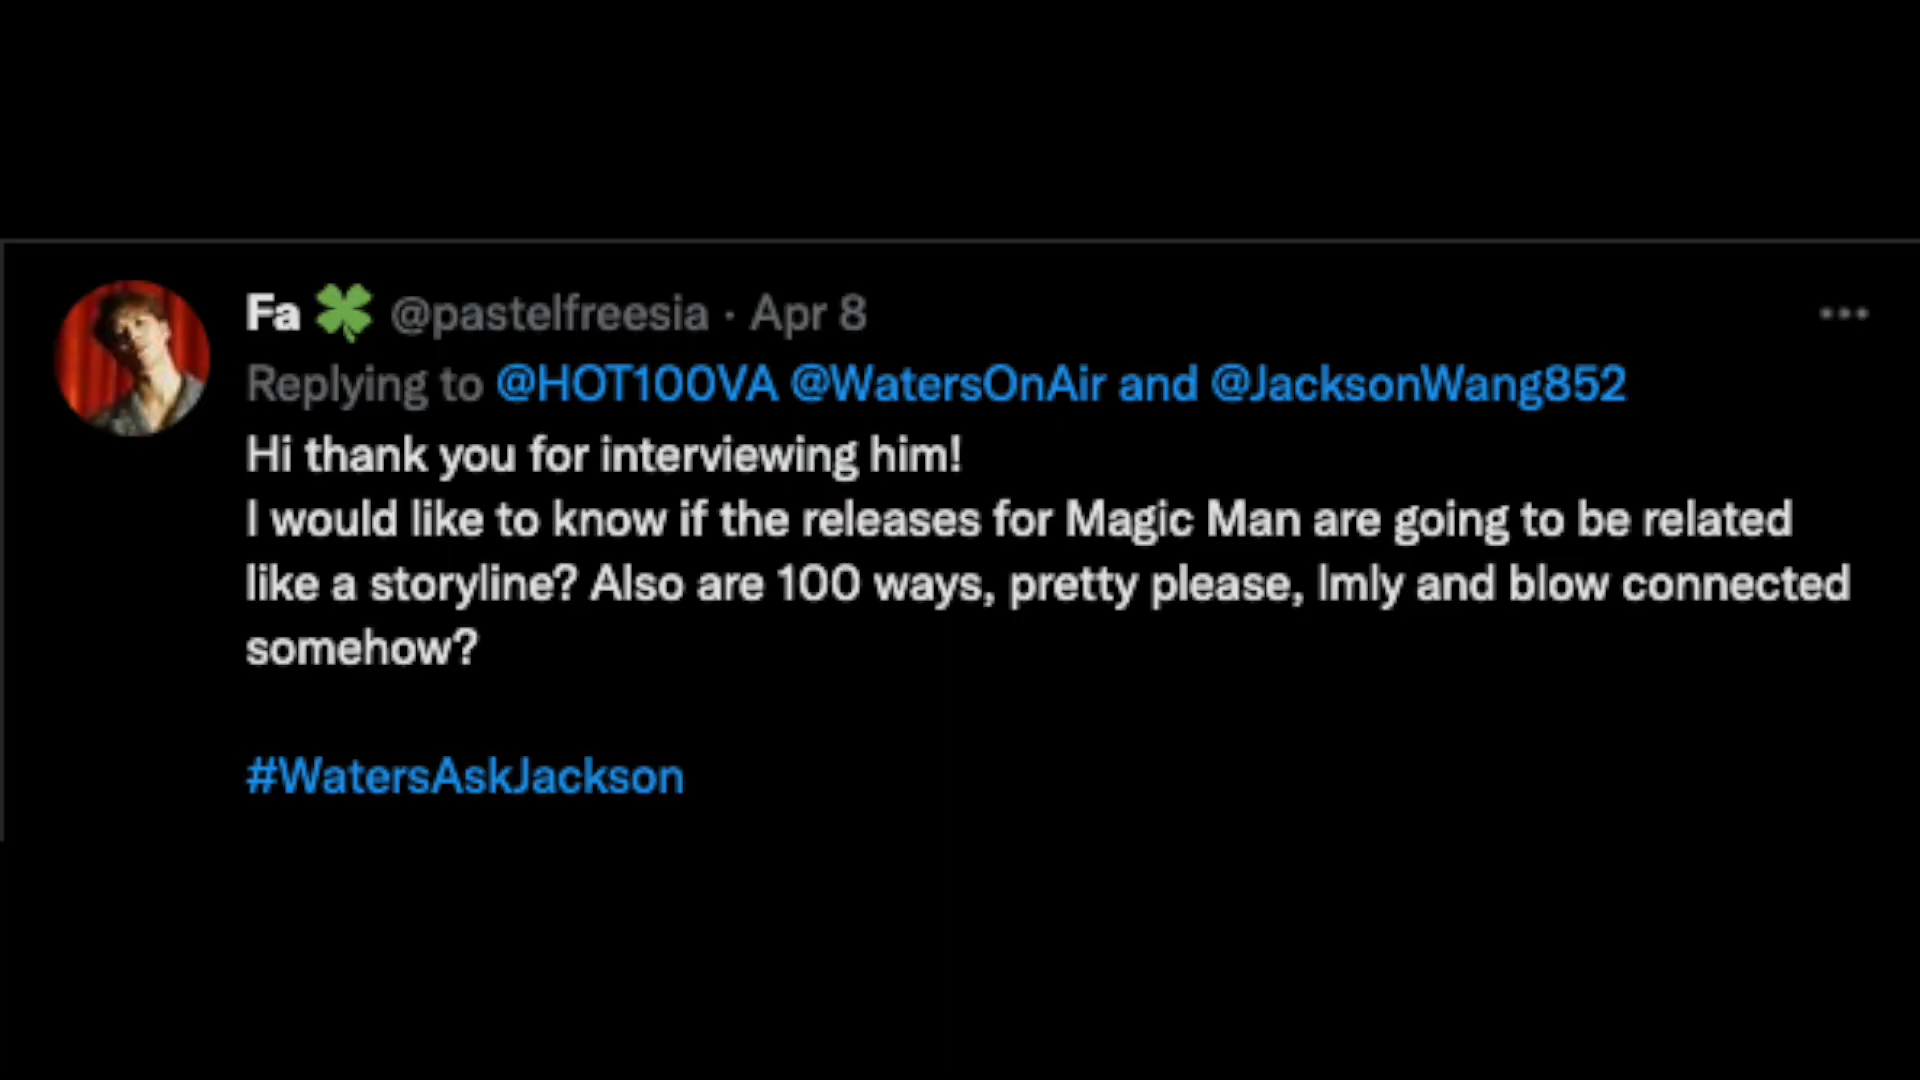 Fa 🍀 @pastelfreesia · Apr 8
Replying to @HOT100VA @WatersOnAir and @JacksonWang852
Hi thank you for interviewing him!
I would like to know if the releases for Magic Man are going to be related
like a storyline? Also are 100 ways, pretty please, lmly and blow connected
somehow?
#WatersAskJackson